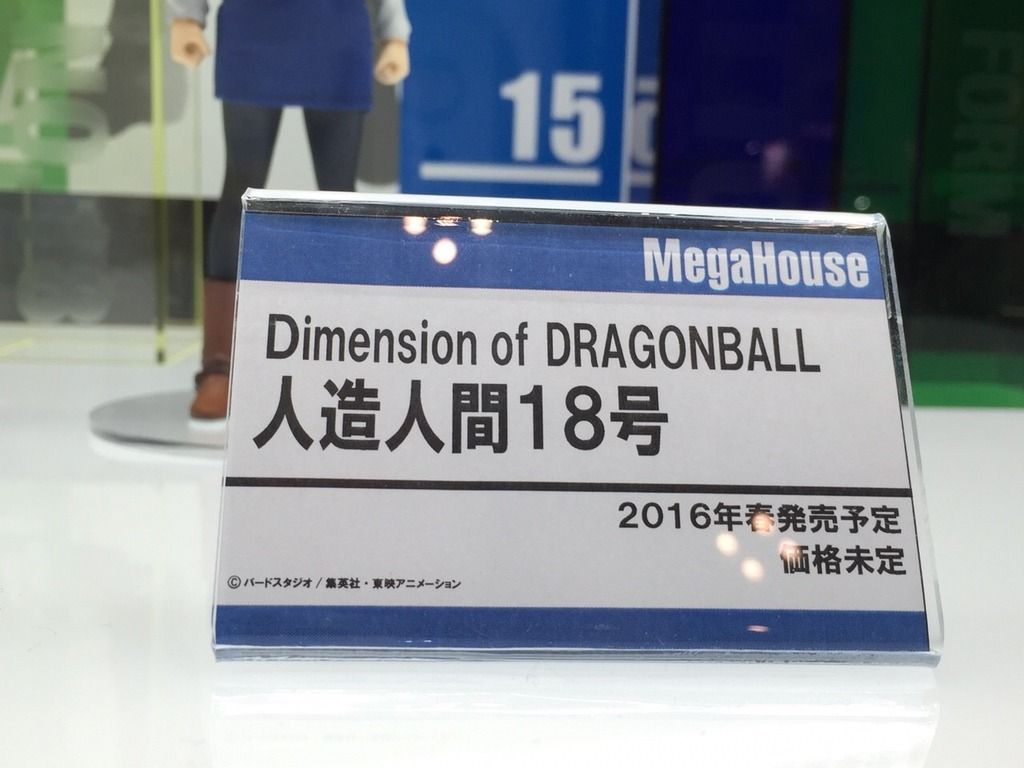 15
FORM
MegaHouse
Dimension of DRAGONBALL
人造人間18号
2016年春発売予定
価格未定
©バードスタジオ / 集英社・東映アニメーション